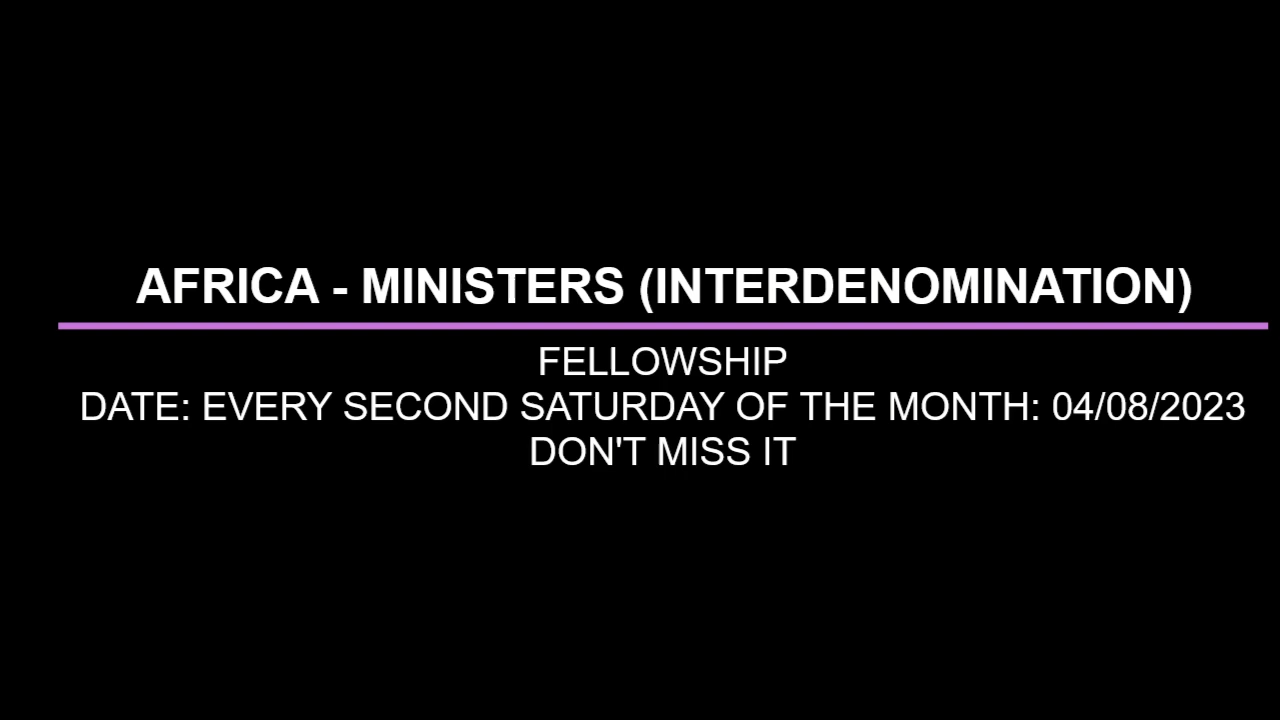 AFRICA - MINISTERS (INTERDENOMINATION)
FELLOWSHIP
DATE: EVERY SECOND SATURDAY OF THE MONTH: 04/08/2023
DON'T MISS IT